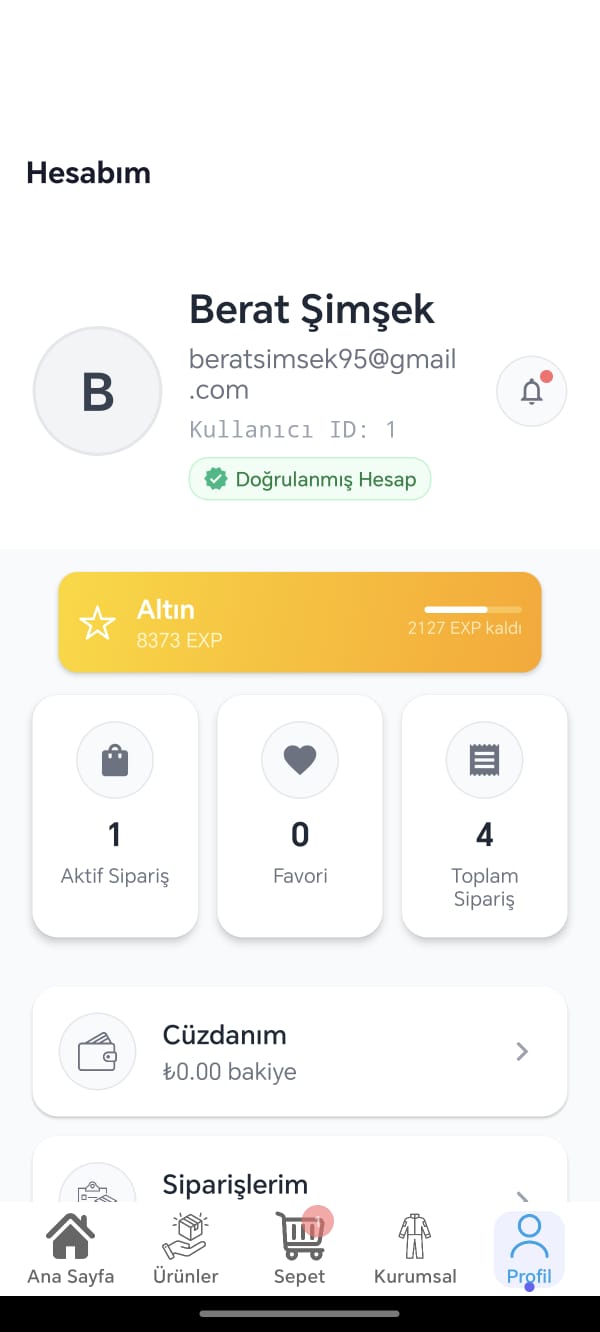 Hesabım
B
Berat Şimşek
beratsimsek95@gmail
.com
Kullanıcı ID: 1
Doğrulanmış Hesap
Altın
8373 EXP
2127 EXP kaldı
1
Aktif Sipariş
0
Favori
4
Toplam
Sipariş
Cüzdanım
₺0.00 bakiye
Siparişlerim
Ana Sayfa
Ürünler
Sepet
Kurumsal
Profil